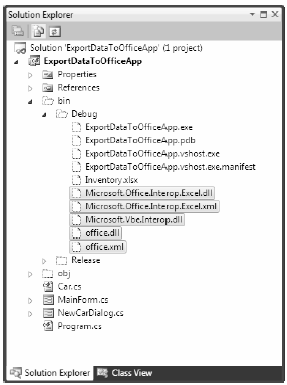 Solution Explorer
Solution 'ExportDataToOfficeApp' (1 project)
ExportDataToOfficeApp
Properties
References
bin
Debug
ExportDataToOfficeApp.exe
ExportDataToOfficeApp.pdb
ExportDataToOfficeApp.vshost.exe
ExportDataToOfficeApp.vshost.exe.manifest
Inventory.xlsx
Microsoft.Office.Interop.Excel.dll
Microsoft.Office.Interop.Excel.xml
Microsoft.Vbe.Interop.dll
office.dll
office.xml
Release
obj
Car.cs
MainForm.cs
NewCarDialog.cs
Program.cs
Solution Explorer Class View